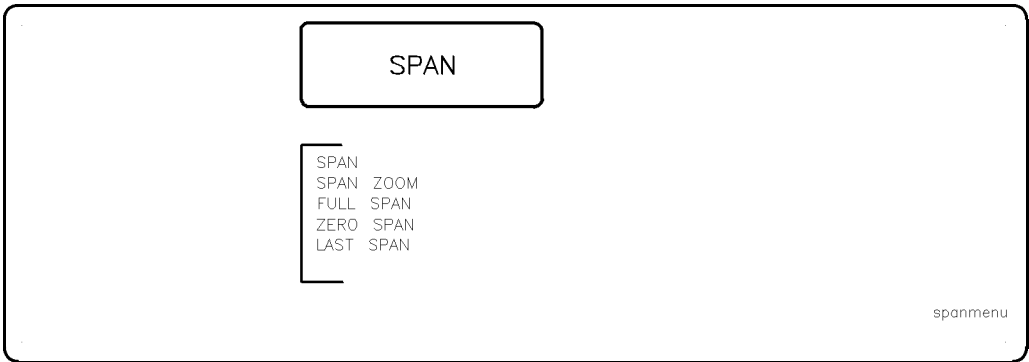 SPAN
SPAN
SPAN ZOOM
FULL SPAN
ZERO SPAN
LAST SPAN
spanmenu